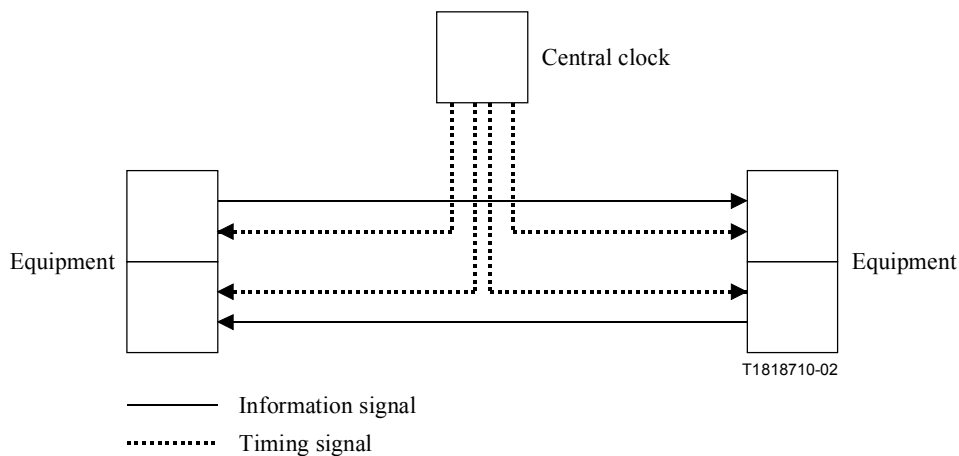 Central clock
Equipment
Equipment
T1818710-02
Information signal
Timing signal